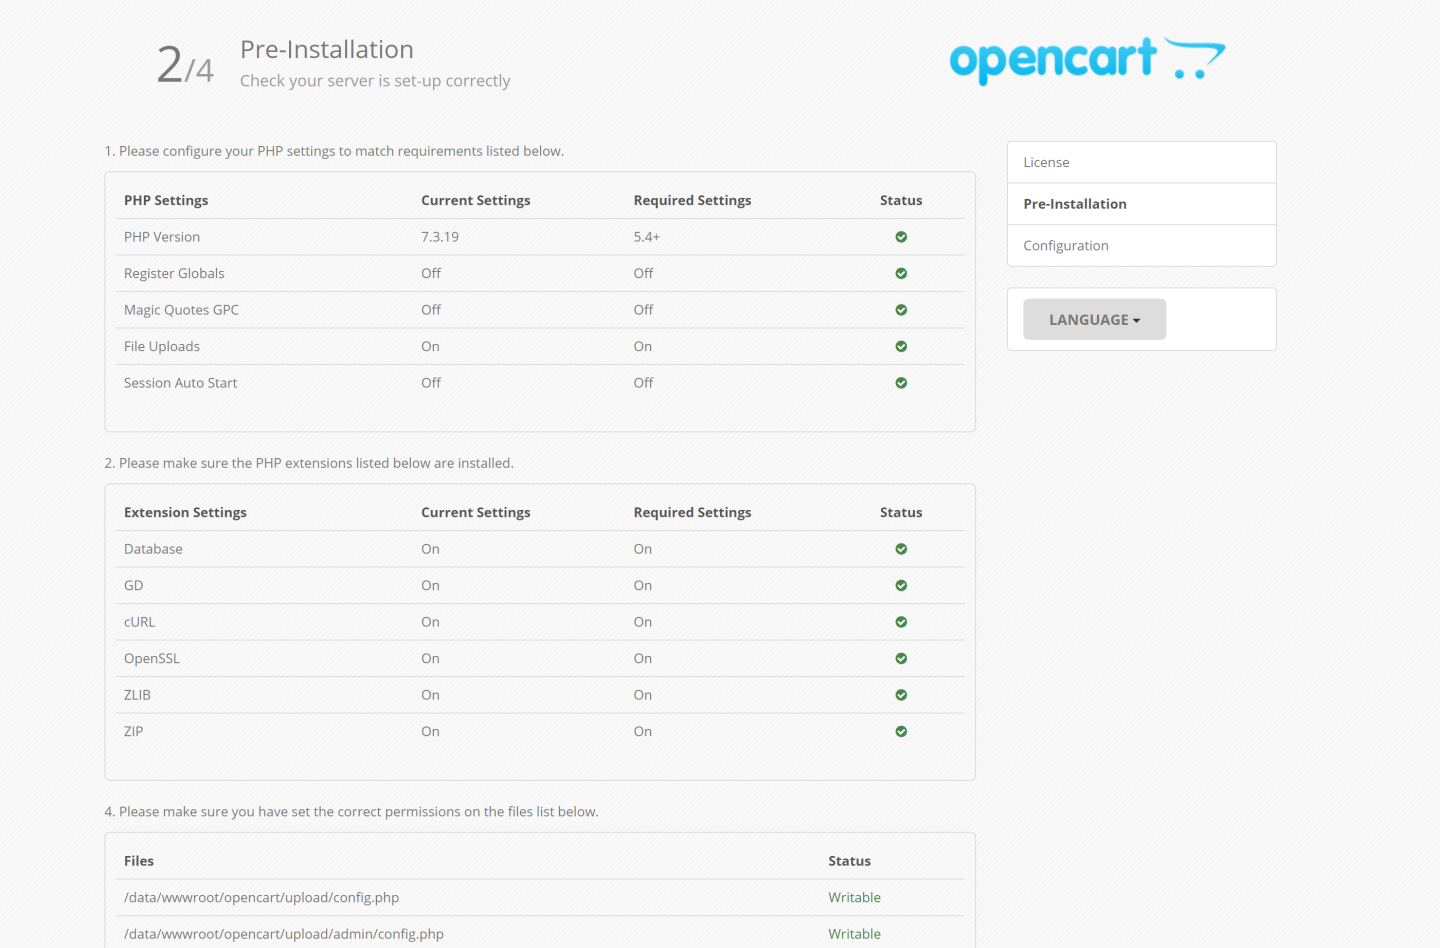 2/4
Pre-Installation
Check your server is set-up correctly
opencart
1. Please configure your PHP settings to match requirements listed below.
PHP Settings Current Settings Required Settings Status
PHP Version 7.3.19 5.4+
Register Globals Off Off
Magic Quotes GPC Off Off
File Uploads On On
Session Auto Start Off Off
2. Please make sure the PHP extensions listed below are installed.
Extension Settings Current Settings Required Settings Status
Database On On
GD On On
cURL On On
OpenSSL On On
ZLIB On On
ZIP On On
4. Please make sure you have set the correct permissions on the files list below.
Files Status
/data/wwwroot/opencart/upload/config.php Writable
/data/wwwroot/opencart/upload/admin/config.php Writable
License
Pre-Installation
Configuration
LANGUAGE